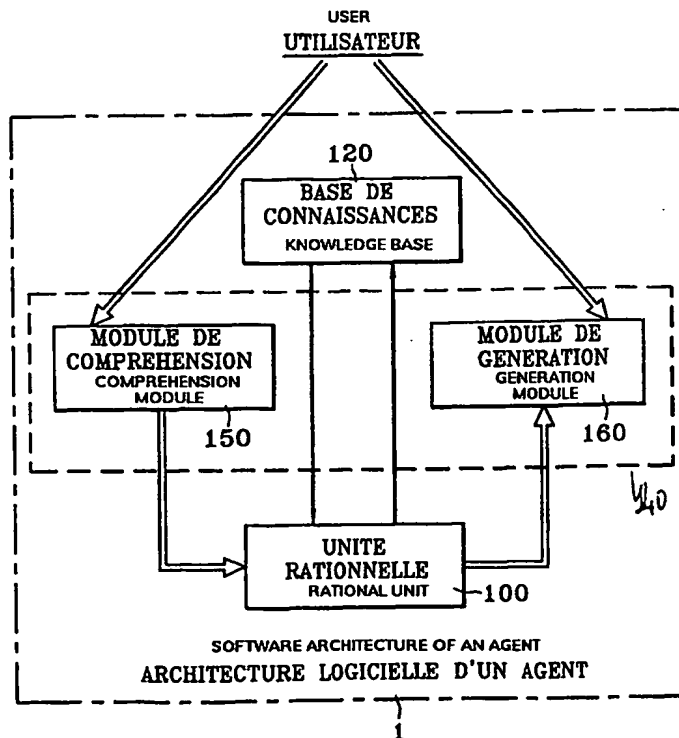 USER
UTILISATEUR
120
BASE DE
CONNAISSANCES
KNOWLEDGE BASE
MODULE DE
COMPREHENSION
COMPREHENSION
MODULE
150
MODULE DE
GENERATION
GENERATION
MODULE
160
140
UNITE
RATIONNELLE
RATIONAL UNIT
100
SOFTWARE ARCHITECTURE OF AN AGENT
ARCHITECTURE LOGICIELLE D'UN AGENT
1